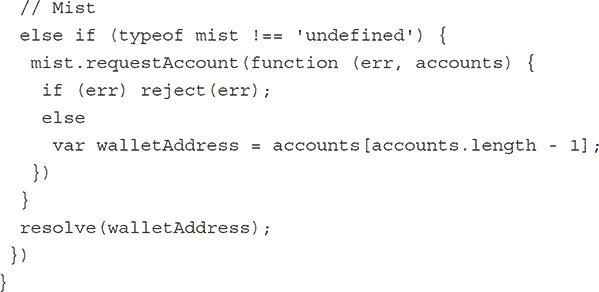 // Mist
else if (typeof mist !== 'undefined') {
mist.requestAccount(function (err, accounts) {
if (err) reject(err);
else
var walletAddress = accounts[accounts.length - 1];
})
}
resolve(walletAddress);
})
}